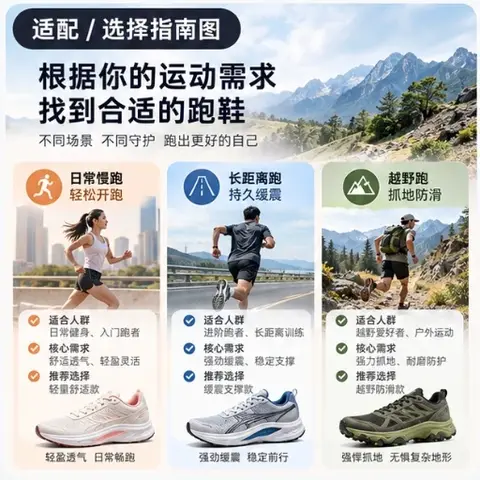 适配 / 选择指南图
根据你的运动需求
找到合适的跑鞋
不同场景 不同守护 跑出更好的自己
日常慢跑
轻松开跑
适合人群
日常健身、入门跑者
核心需求
舒适透气、轻盈灵活
推荐选择
轻量舒适款
轻盈透气 日常畅跑
长距离跑
持久缓震
适合人群
进阶跑者、长距离训练
核心需求
强劲缓震、稳定支撑
推荐选择
缓震支撑款
强劲缓震 稳定前行
越野跑
抓地防滑
适合人群
越野爱好者、户外运动
核心需求
强力抓地、耐磨防护
推荐选择
越野防滑款
强悍抓地 无惧复杂地形